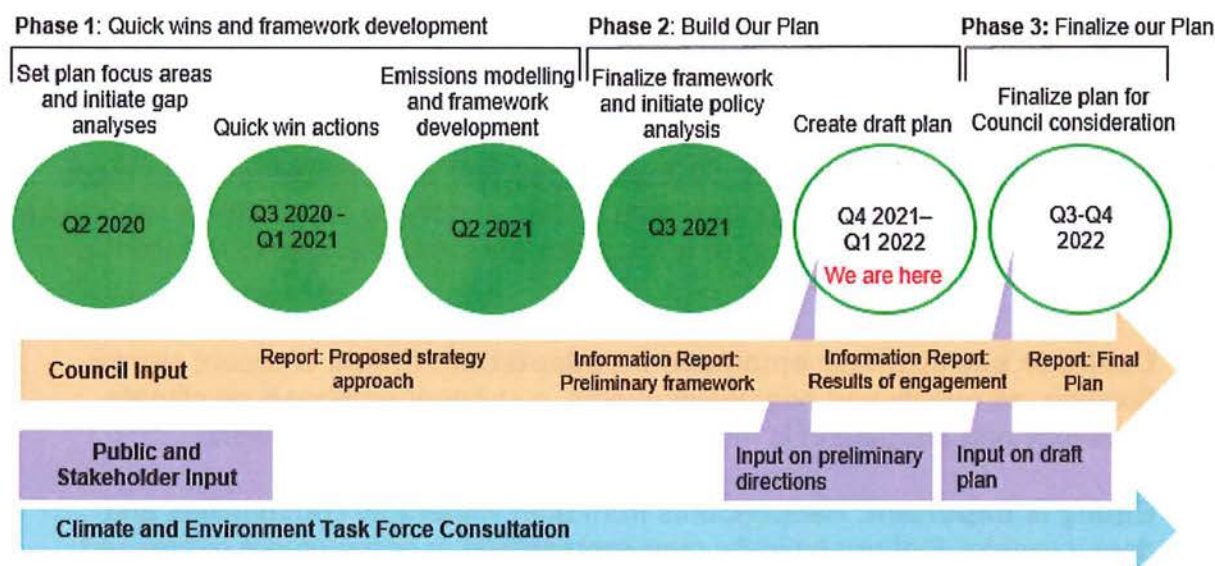 Phase 1: Quick wins and framework development
Phase 2: Build Our Plan
Phase 3: Finalize our Plan
Set plan focus areas
and initiate gap
analyses
Quick win actions
Emissions modelling
and framework
development
Finalize framework
and initiate policy
analysis
Create draft plan
Finalize plan for
Council consideration
Q2 2020
Q3 2020 -
Q1 2021
Q2 2021
Q3 2021
Q4 2021–
Q1 2022
We are here
Q3-Q4
2022
Council Input
Report: Proposed strategy
approach
Information Report:
Preliminary framework
Information Report:
Results of engagement
Report: Final
Plan
Public and
Stakeholder Input
Input on preliminary
directions
Input on draft
plan
Climate and Environment Task Force Consultation